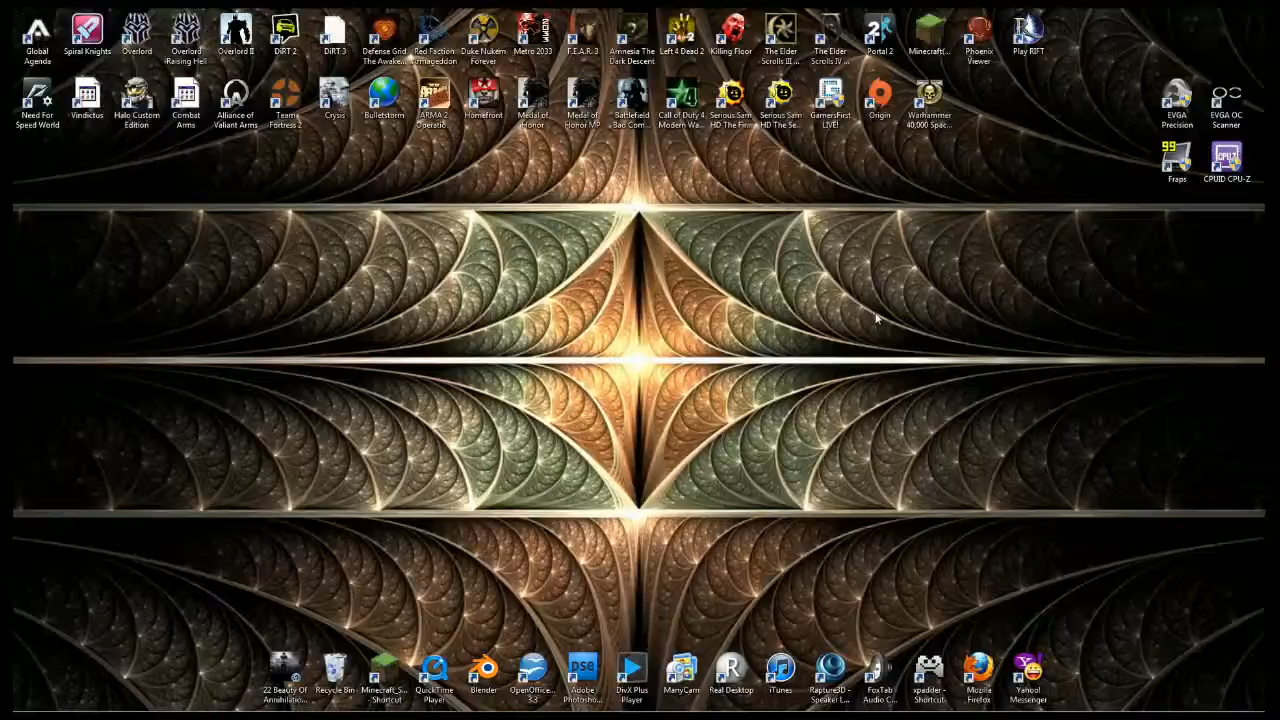 Global Agenda
Spiral Knights
Overlord
Overlord Raising Hell
Overlord II
DiRT 2
DiRT 3
Defense Grid The Awake...
Red Faction Armageddon
Duke Nukem Forever
Metro 2033
F.E.A.R. 3
Amnesia The Dark Descent
Left 4 Dead 2
Killing Floor
The Elder Scrolls III ...
The Elder Scrolls IV ...
Portal 2
Minecraft(...
Phoenix Viewer
Play RIFT
Need For Speed World
Vindictus
Halo Custom Edition
Combat Arms
Alliance of Valiant Arms
Team Fortress 2
Crysis
Bulletstorm
ARMA 2 Operatio...
Homefront
Medal of Honor
Medal of Honor MP
Battlefield Bad Com...
Call of Duty 4 Modern Wa...
Serious Sam HD The Fir...
Serious Sam HD The Se...
GamersFirst LIVE!
Origin
Warhammer 40,000 Spac...
EVGA Precision
EVGA OC Scanner
99
Fraps
CPUID CPU-Z
22 Beauty Of Annihilatio...
Recycle Bin
Minecraft_S... - Shortcut
QuickTime Player
Blender
OpenOffice.... 3.3
pse
Adobe Photosho...
DivX Plus Player
ManyCam
R
Real Desktop
iTunes
Rapture3D - Speaker L...
FoxTab Audio C...
xpadder - Shortcut
Mozilla Firefox
Yahoo! Messenger